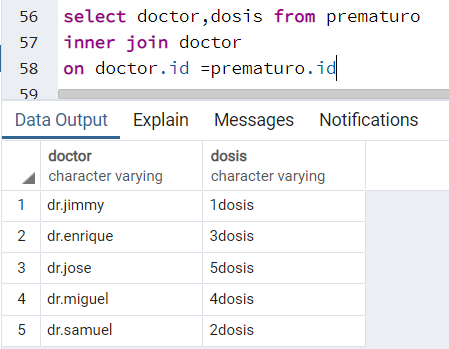 56 select doctor,dosis from prematuro
57 inner join doctor
58 on doctor.id =prematuro.id
59
Data Output Explain Messages Notifications
doctor dosis
character varying character varying
1 dr.jimmy 1dosis
2 dr.enrique 3dosis
3 dr.jose 5dosis
4 dr.miguel 4dosis
5 dr.samuel 2dosis